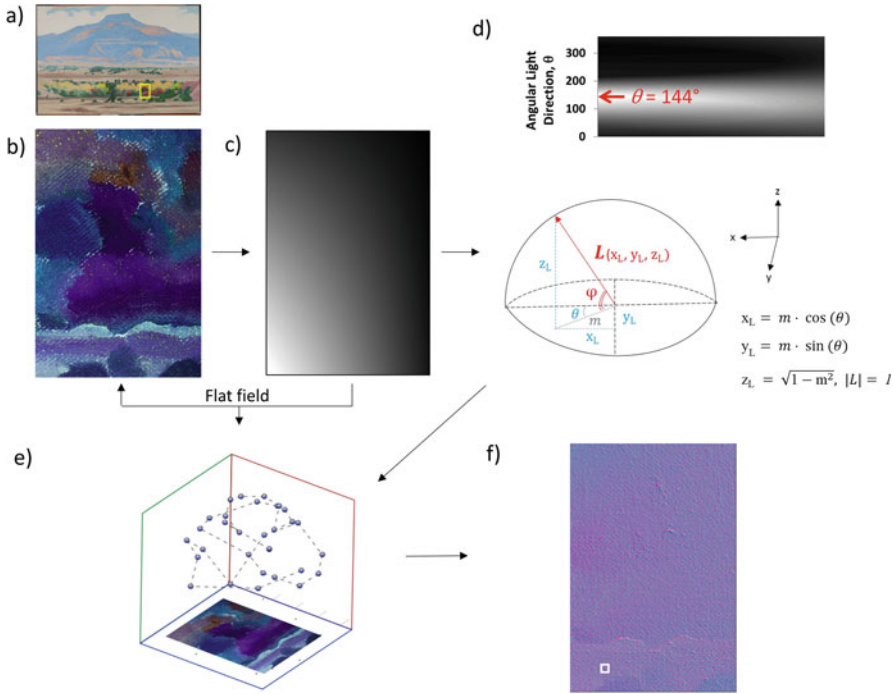 a)
b)
c)
d)
Angular Light
Direction, θ
300
200
100
0
θ = 144°
L(xL, yL, zL)
zL
φ
θ
m
yL
xL
z
x
y
xL = m · cos (θ)
yL = m · sin (θ)
zL = √1 − m², |L| = 1
Flat field
e)
f)